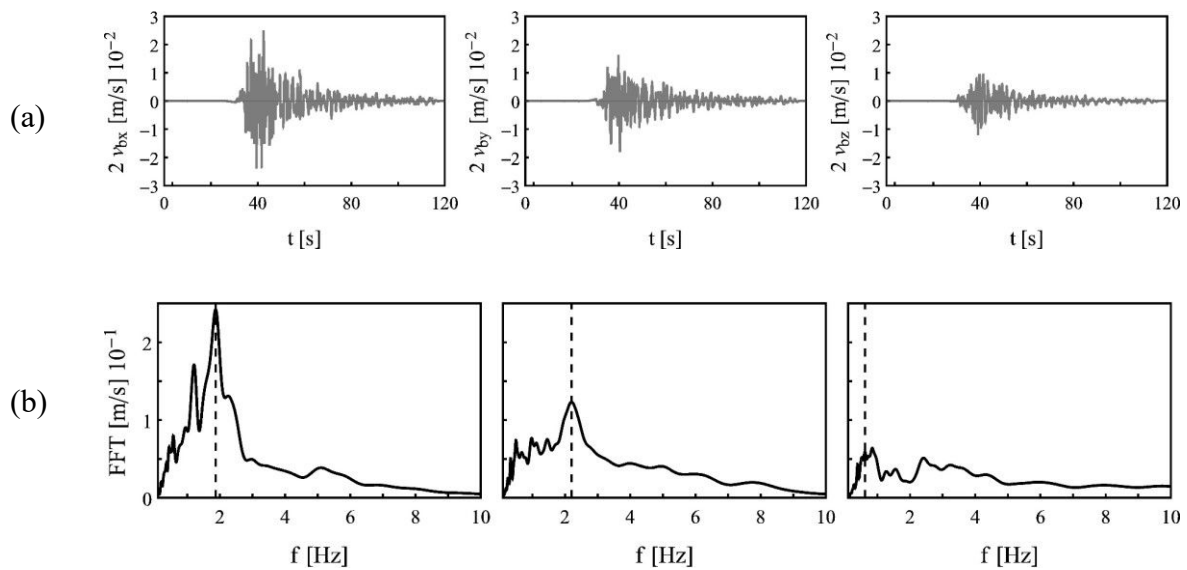 (a)
2 v_bx [m/s] 10^−2
3
2
1
0
−1
−2
−3
0 40 80 120
t [s]
2 v_by [m/s] 10^−2
3
2
1
0
−1
−2
−3
0 40 80 120
t [s]
2 v_bz [m/s] 10^−2
3
2
1
0
−1
−2
−3
0 40 80 120
t [s]
(b)
FFT [m/s] 10^−1
2
1
0
2 4 6 8 10
f [Hz]
2 4 6 8 10
f [Hz]
2 4 6 8 10
f [Hz]